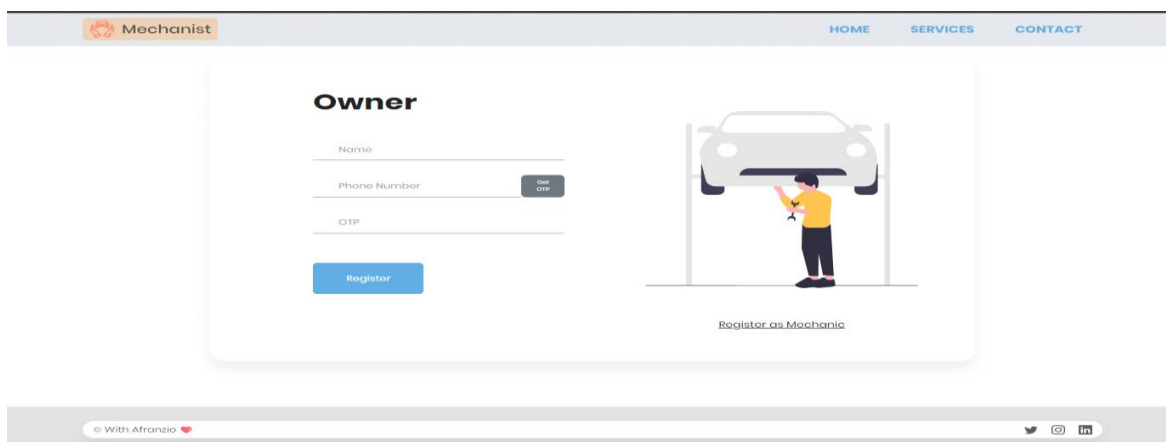 Mechanist
HOME SERVICES CONTACT
Owner
Name
Phone Number
Get
OTP
OTP
Register
Register as Mechanic
© With Afranzio ❤